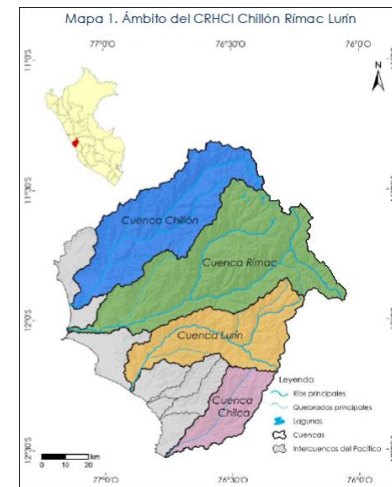 Mapa 1. Ámbito del CRHCI Chillón Rímac Lurín
77°0'O
76°30'O
76°0'O
11°0'S
N
11°30'S
Cuenca Chillón
Cuenca Rímac
12°0'S
Cuenca Lurín
Leyenda
Ríos principales
Quebradas principales
Lagunas
Cuencas
Intercuencas del Pacífico
Cuenca
Chilca
12°30'S
0 10 20
km
77°0'O
76°30'O
76°0'O